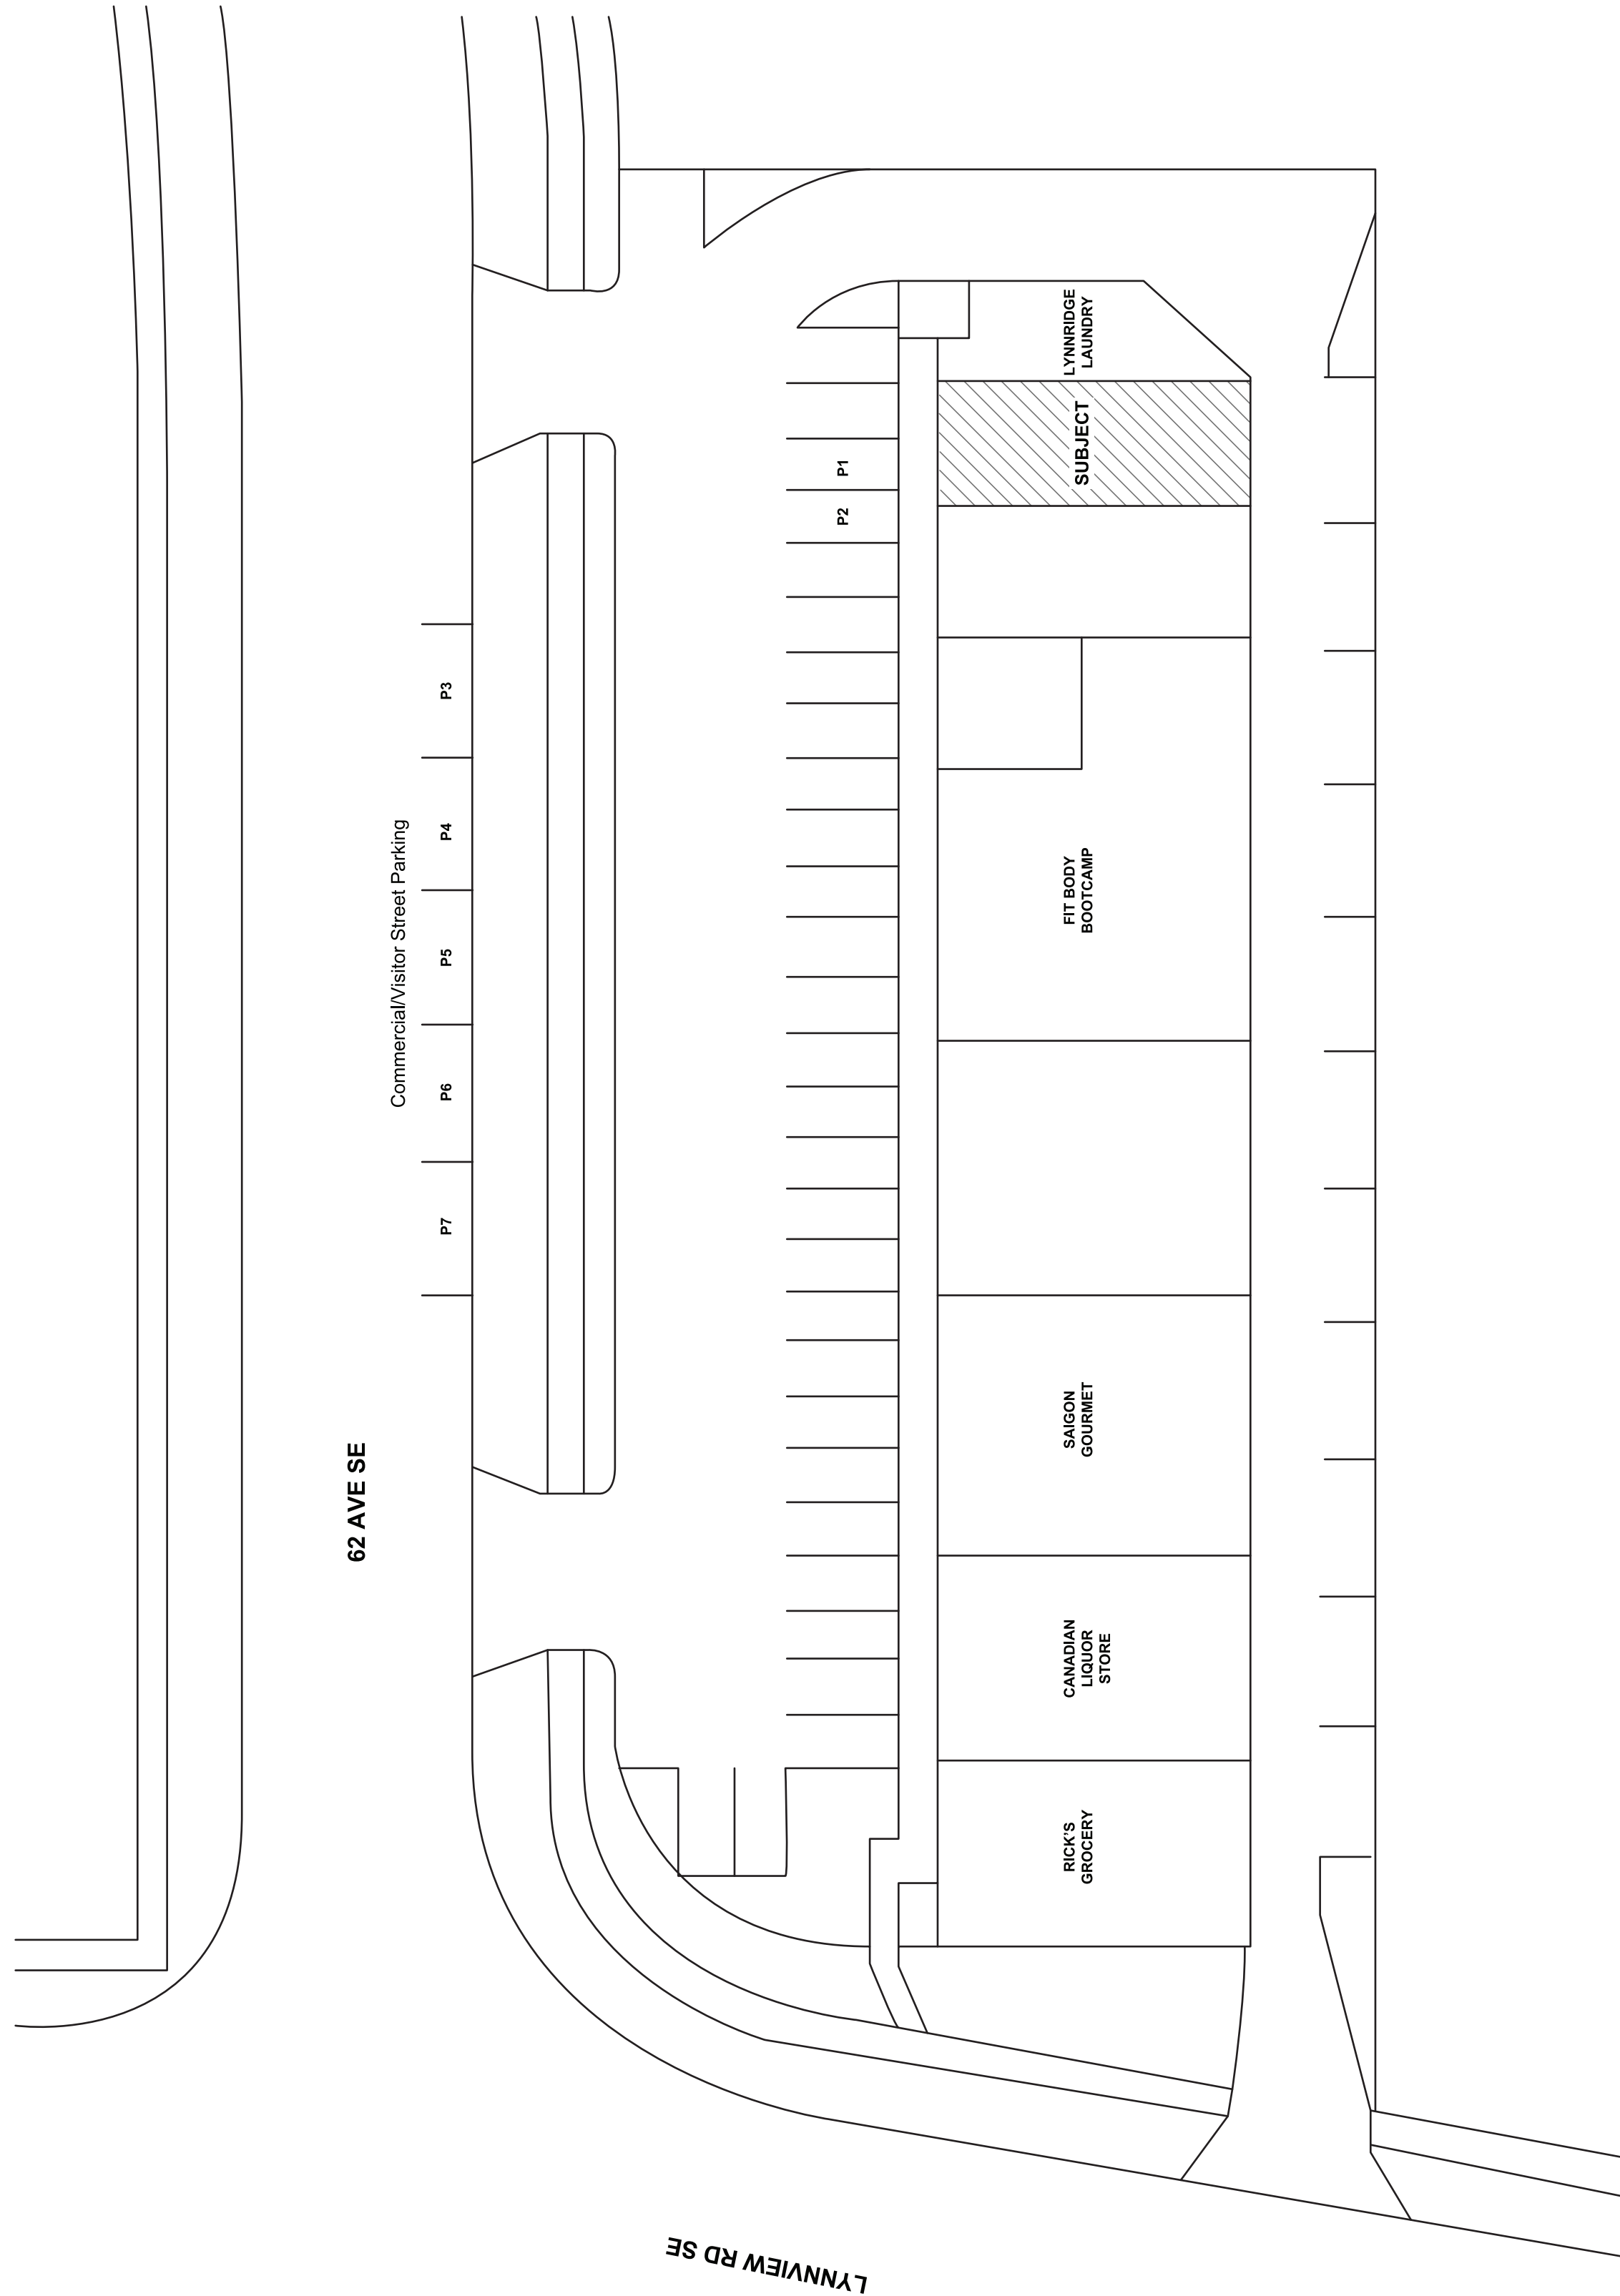 LYNNRIDGE
LAUNDRY
SUBJECT
P1
P2
P3
P4
P5
P6
P7
Commercial/Visitor Street Parking
FIT BODY
BOOTCAMP
62 AVE SE
SAIGON
GOURMET
CANADIAN
LIQUOR
STORE
RICK'S
GROCERY
LYNNVIEW RD SE